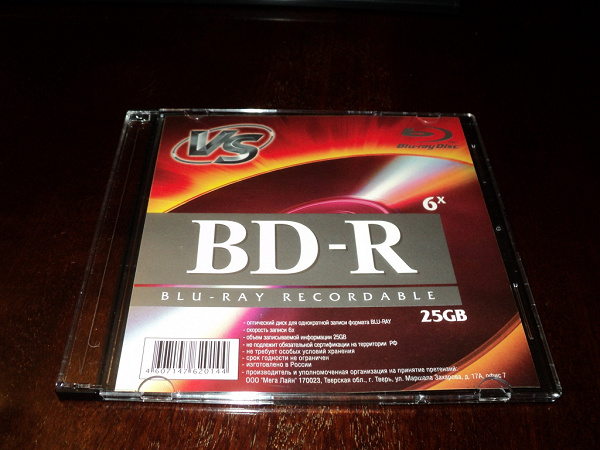 VS
Blu-ray Disc
6x
BD-R
BLU-RAY RECORDABLE
25GB
- оптический диск для однократной записи формата BLU-RAY
- скорость записи 6x
- объем записываемой информации 25GB
- не подлежит обязательной сертификации на территории РФ
- не требует особых условий хранения
- срок годности не ограничен
- изготовлено в России
- производитель и уполномоченная организация на принятие претензий:
ООО "Мега Лайн" 170023, Тверская обл., г. Тверь, ул. Маршала Захарова, д. 17А, офис 7
4607147620144